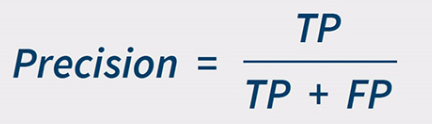 Precision = TP
TP + FP